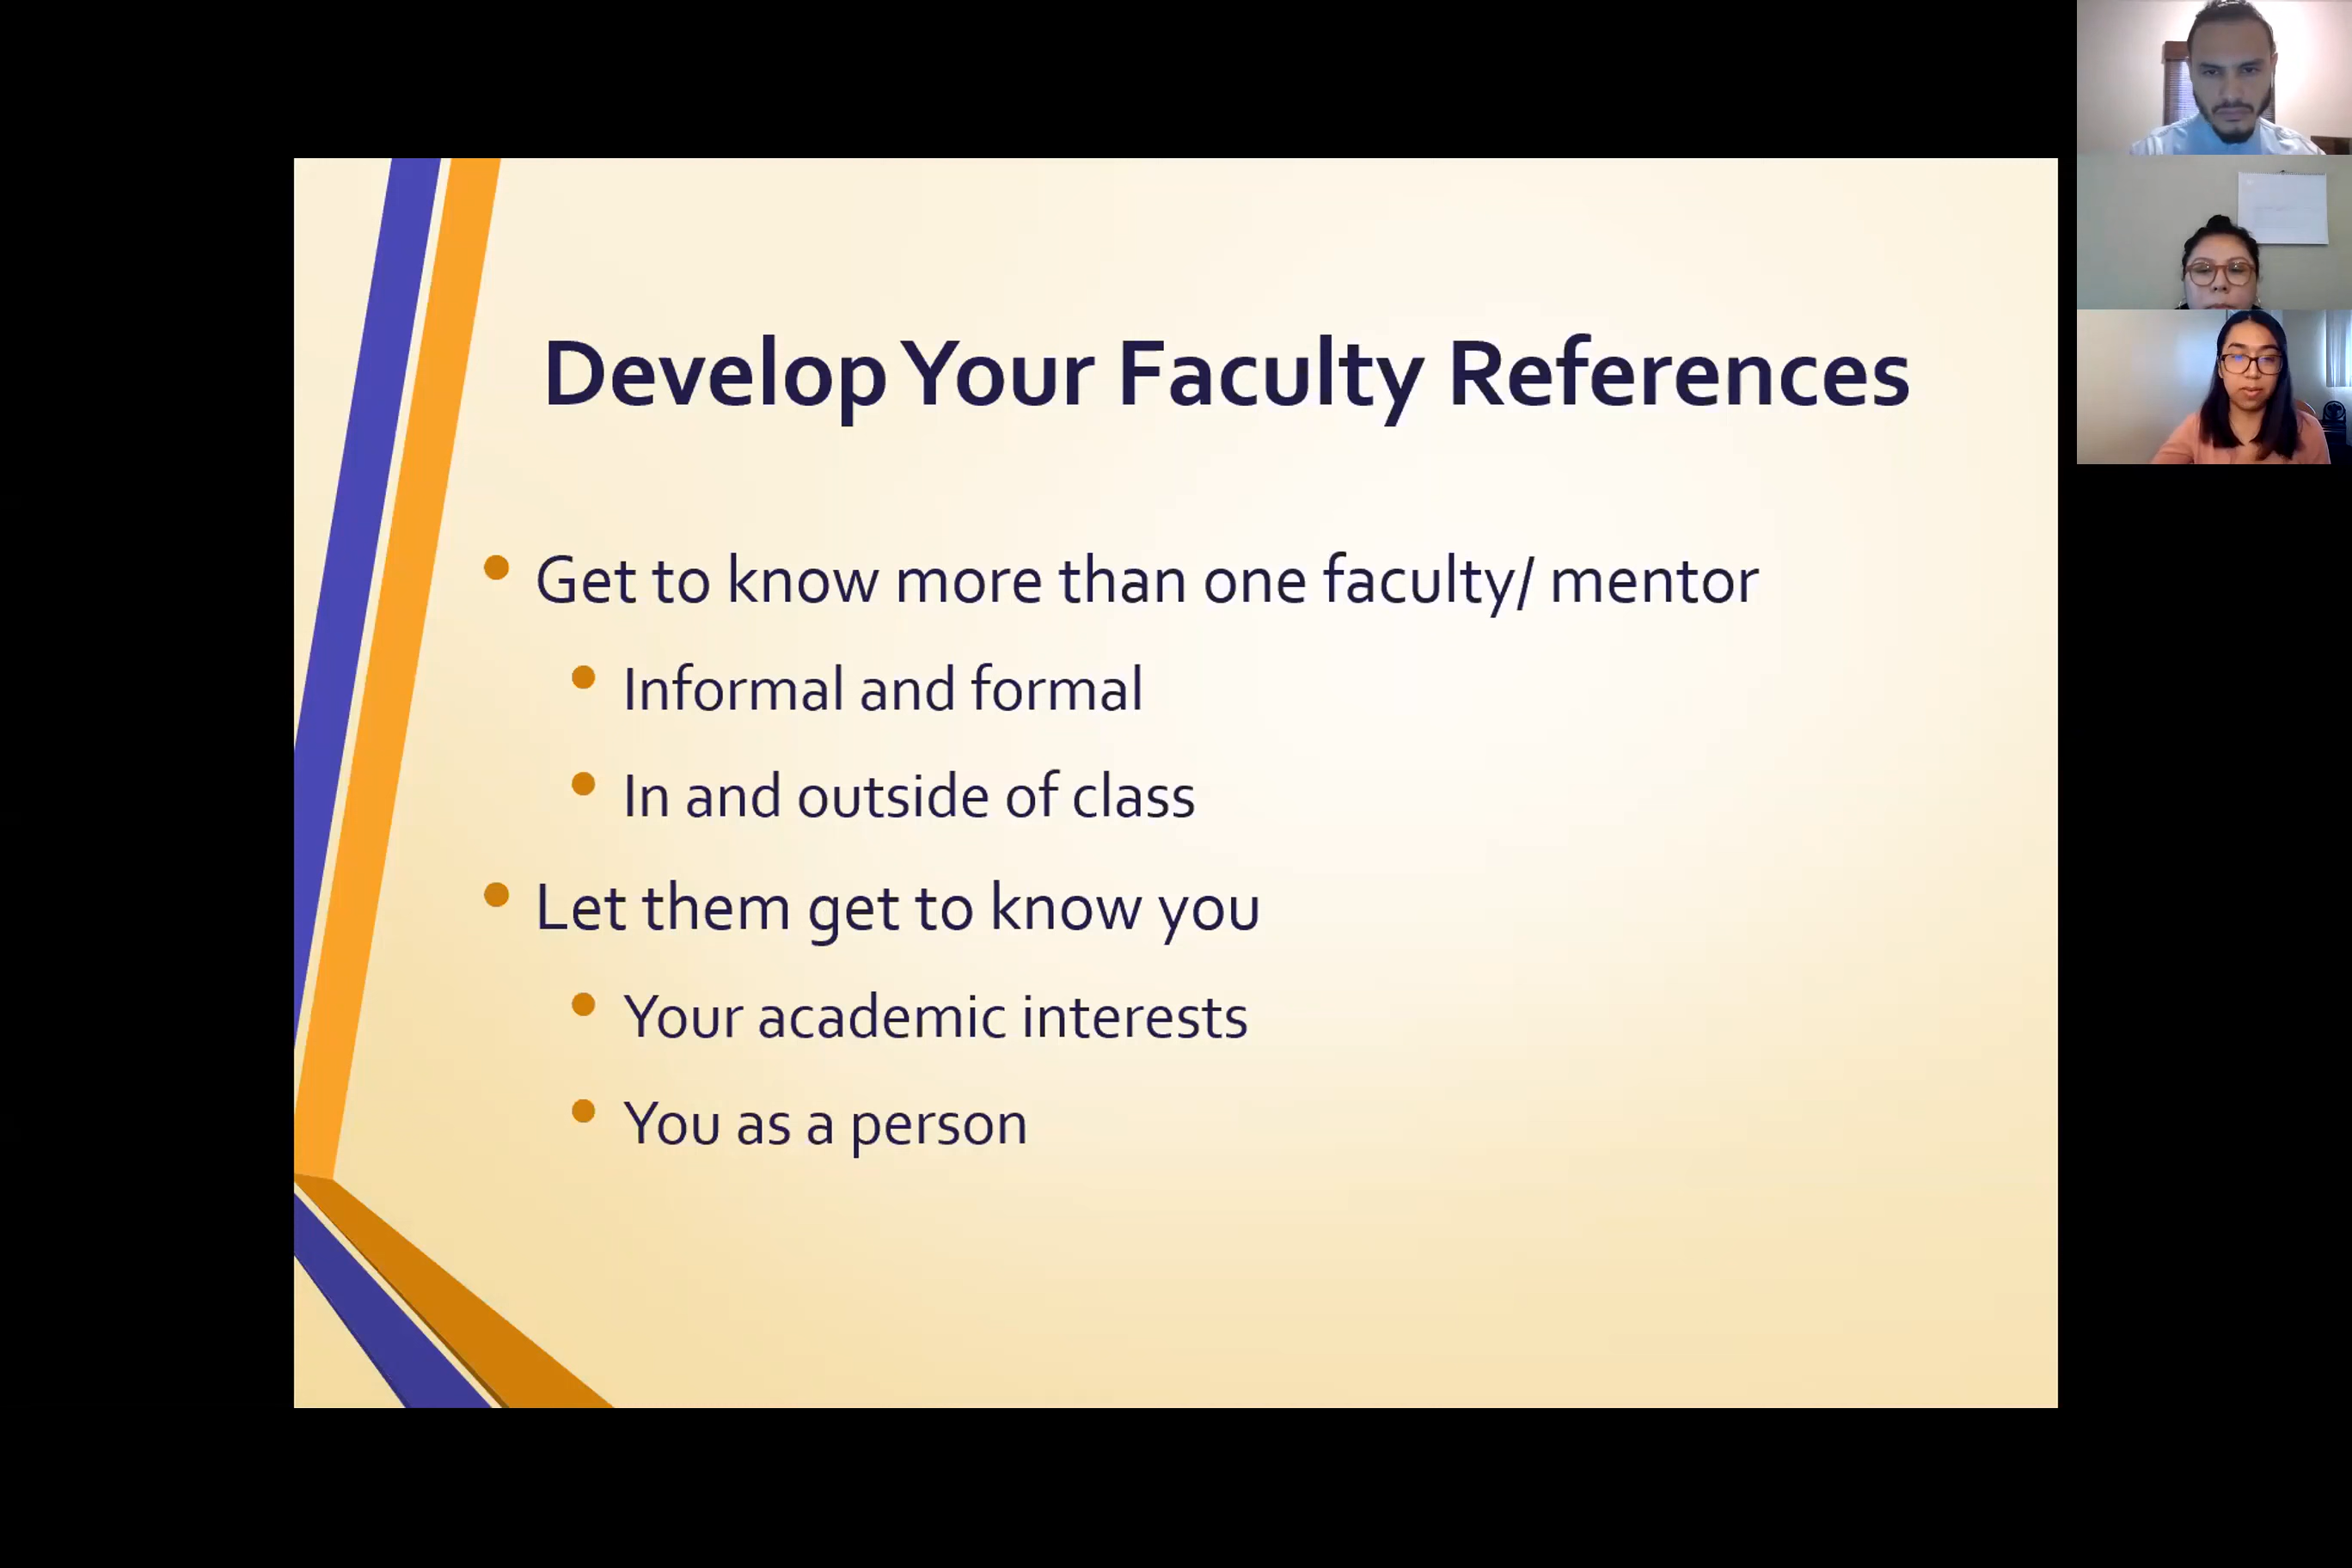 Develop Your Faculty References
Get to know more than one faculty/ mentor
Informal and formal
In and outside of class
Let them get to know you
Your academic interests
You as a person